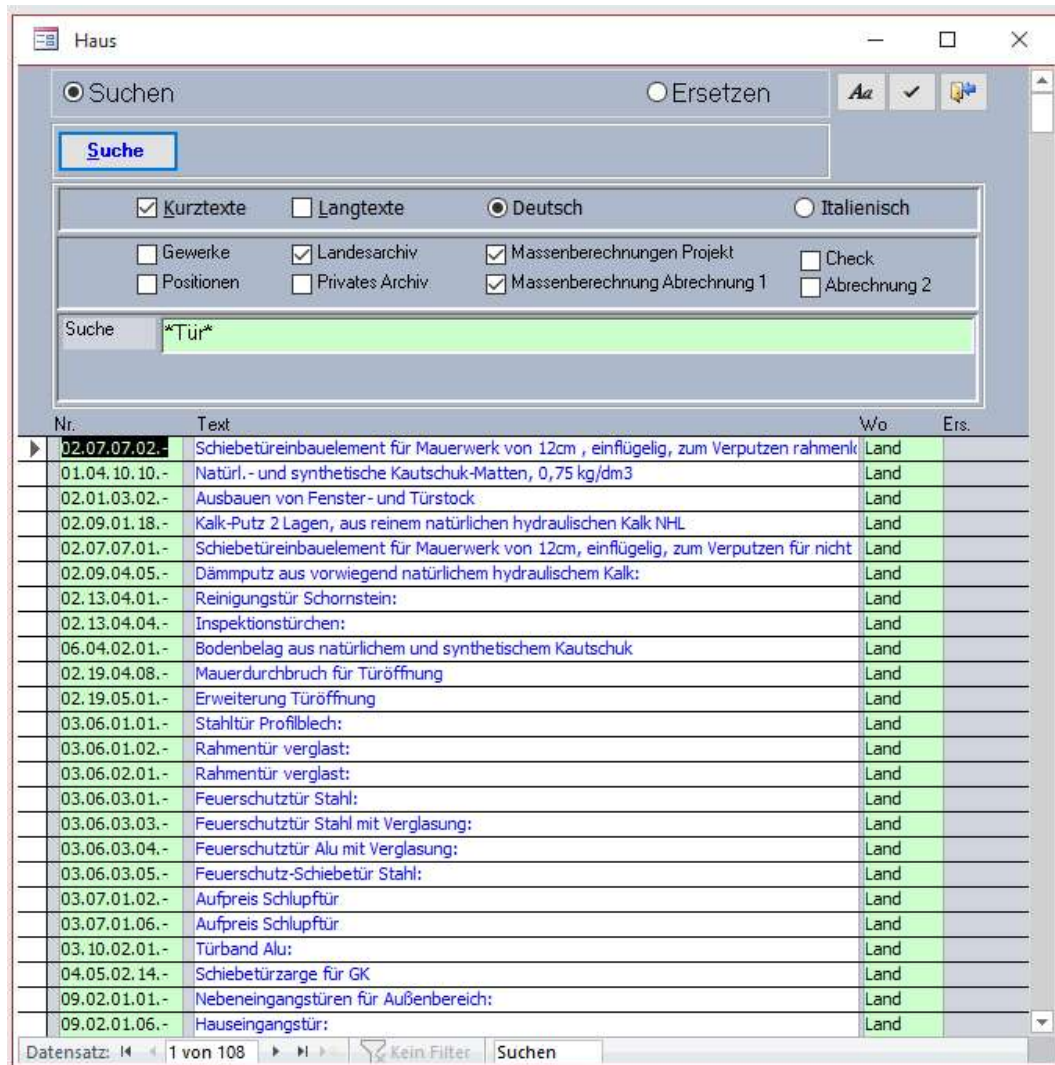 Haus
Suchen Ersetzen Aa
Suche
Kurztexte Langtexte Deutsch Italienisch
Gewerke Landesarchiv Massenberechnungen Projekt Check
Positionen Privates Archiv Massenberechnung Abrechnung 1 Abrechnung 2
Suche *Tür*
Nr. Text Wo Ers.
02.07.07.02.- Schiebetüreinbauelement für Mauerwerk von 12cm , einflügelig, zum Verputzen Land
01.04.10.10.- Natürl.- und synthetische Kautschuk-Matten, 0,75 kg/dm3 Land
02.01.03.02.- Ausbauen von Fenster- und Türstock Land
02.09.01.18.- Kalk-Putz 2 Lagen, aus reinem natürlichen hydraulischen Kalk NHL Land
02.07.07.01.- Schiebetüreinbauelement für Mauerwerk von 12cm, einflügelig, zum Verputzen für nicht Land
02.09.04.05.- Dämmputz aus vorwiegend natürlichem hydraulischem Kalk: Land
02.13.04.01.- Reinigungstür Schornstein: Land
02.13.04.04.- Inspektionstürchen: Land
06.04.02.01.- Bodenbelag aus natürlichem und synthetischem Kautschuk Land
02.19.04.08.- Mauerdurchbruch für Türöffnung Land
02.19.05.01.- Erweiterung Türöffnung Land
03.06.01.01.- Stahltür Profilblech: Land
03.06.01.02.- Rahmentür verglast: Land
03.06.02.01.- Rahmentür verglast: Land
03.06.03.01.- Feuerschutztür Stahl: Land
03.06.03.03.- Feuerschutztür Stahl mit Verglasung: Land
03.06.03.04.- Feuerschutztür Alu mit Verglasung: Land
03.06.03.05.- Feuerschutz-Schiebetür Stahl: Land
03.07.01.02.- Aufpreis Schlupftür Land
03.07.01.06.- Aufpreis Schlupftür Land
03.10.02.01.- Türband Alu: Land
04.05.02.14.- Schiebetürzarge für GK Land
09.02.01.01.- Nebeneingangstüren für Außenbereich: Land
09.02.01.06.- Hauseingangstür: Land
Datensatz: 1 von 108 Kein Filter Suchen